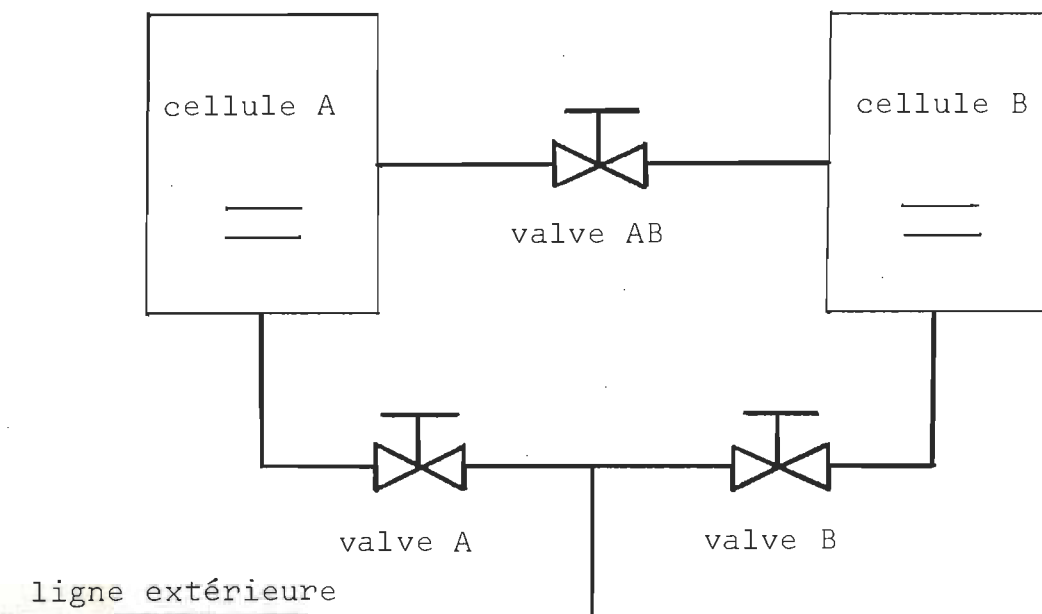 cellule A
cellule B
valve AB
valve A
valve B
ligne extérieure